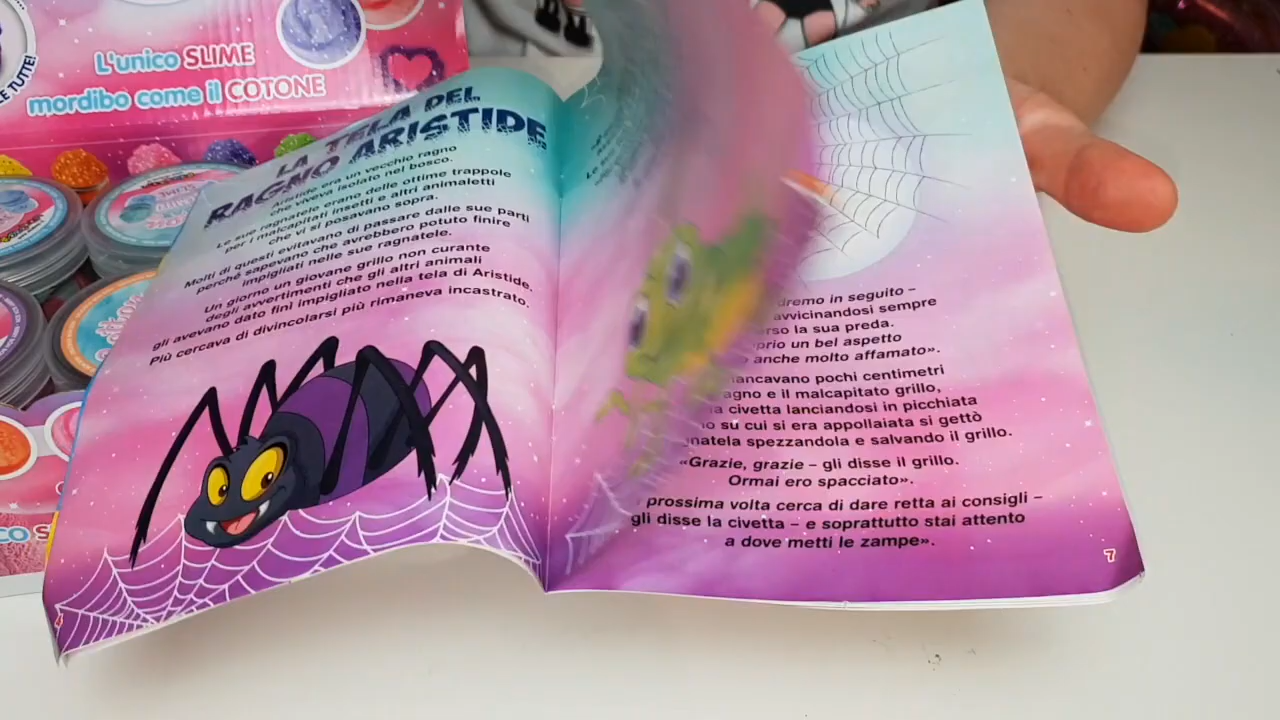 LE TUTTE!
L'unico SLIME
mordibo come il COTONE
LA TELA DEL
RAGNO ARISTIDE
Aristide era un vecchio ragno
che viveva isolato nel bosco.
Le sue ragnatele erano delle ottime trappole
per i malcapitati insetti e altri animaletti
che vi si posavano sopra.
Molti di questi evitavano di passare dalle sue parti
perché sapevano che avrebbero potuto finire
impigliati nelle sue ragnatele.
Un giorno un giovane grillo non curante
degli avvertimenti che gli altri animali
gli avevano dato finì impigliato nella tela di Aristide.
Più cercava di divincolarsi più rimaneva incastrato.
in seguito –
avvicinandosi sempre
la sua preda.
un bel aspetto
anche molto affamato».
pochi centimetri
e il malcapitato grillo,
civetta lanciandosi in picchiata
su cui si era appollaiata si gettò
spezzandola e salvando il grillo.
«Grazie, grazie – gli disse il grillo.
Ormai ero spacciato».
prossima volta cerca di dare retta ai consigli –
gli disse la civetta – e soprattutto stai attento
a dove metti le zampe».
7